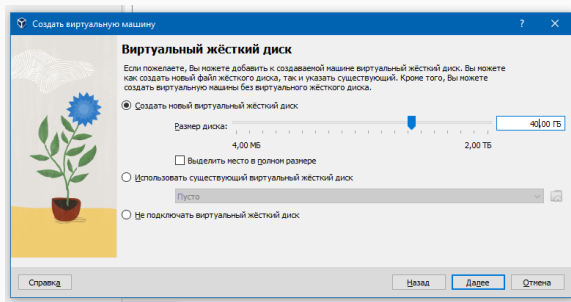 Создать виртуальную машину
Виртуальный жёсткий диск
Если пожелаете, Вы можете добавить к создаваемой машине виртуальный жёсткий диск. Вы можете
как создать новый файл жёсткого диска, так и указать существующий. Кроме того, Вы можете
создать виртуальную машину без виртуального жёсткого диска.
Создать новый виртуальный жёсткий диск
Размер диска: 40,00 ГБ
4,00 МБ 2,00 ТБ
Выделить место в полном размере
Использовать существующий виртуальный жёсткий диск
Пусто
Не подключать виртуальный жёсткий диск
Справка Назад Далее Отмена